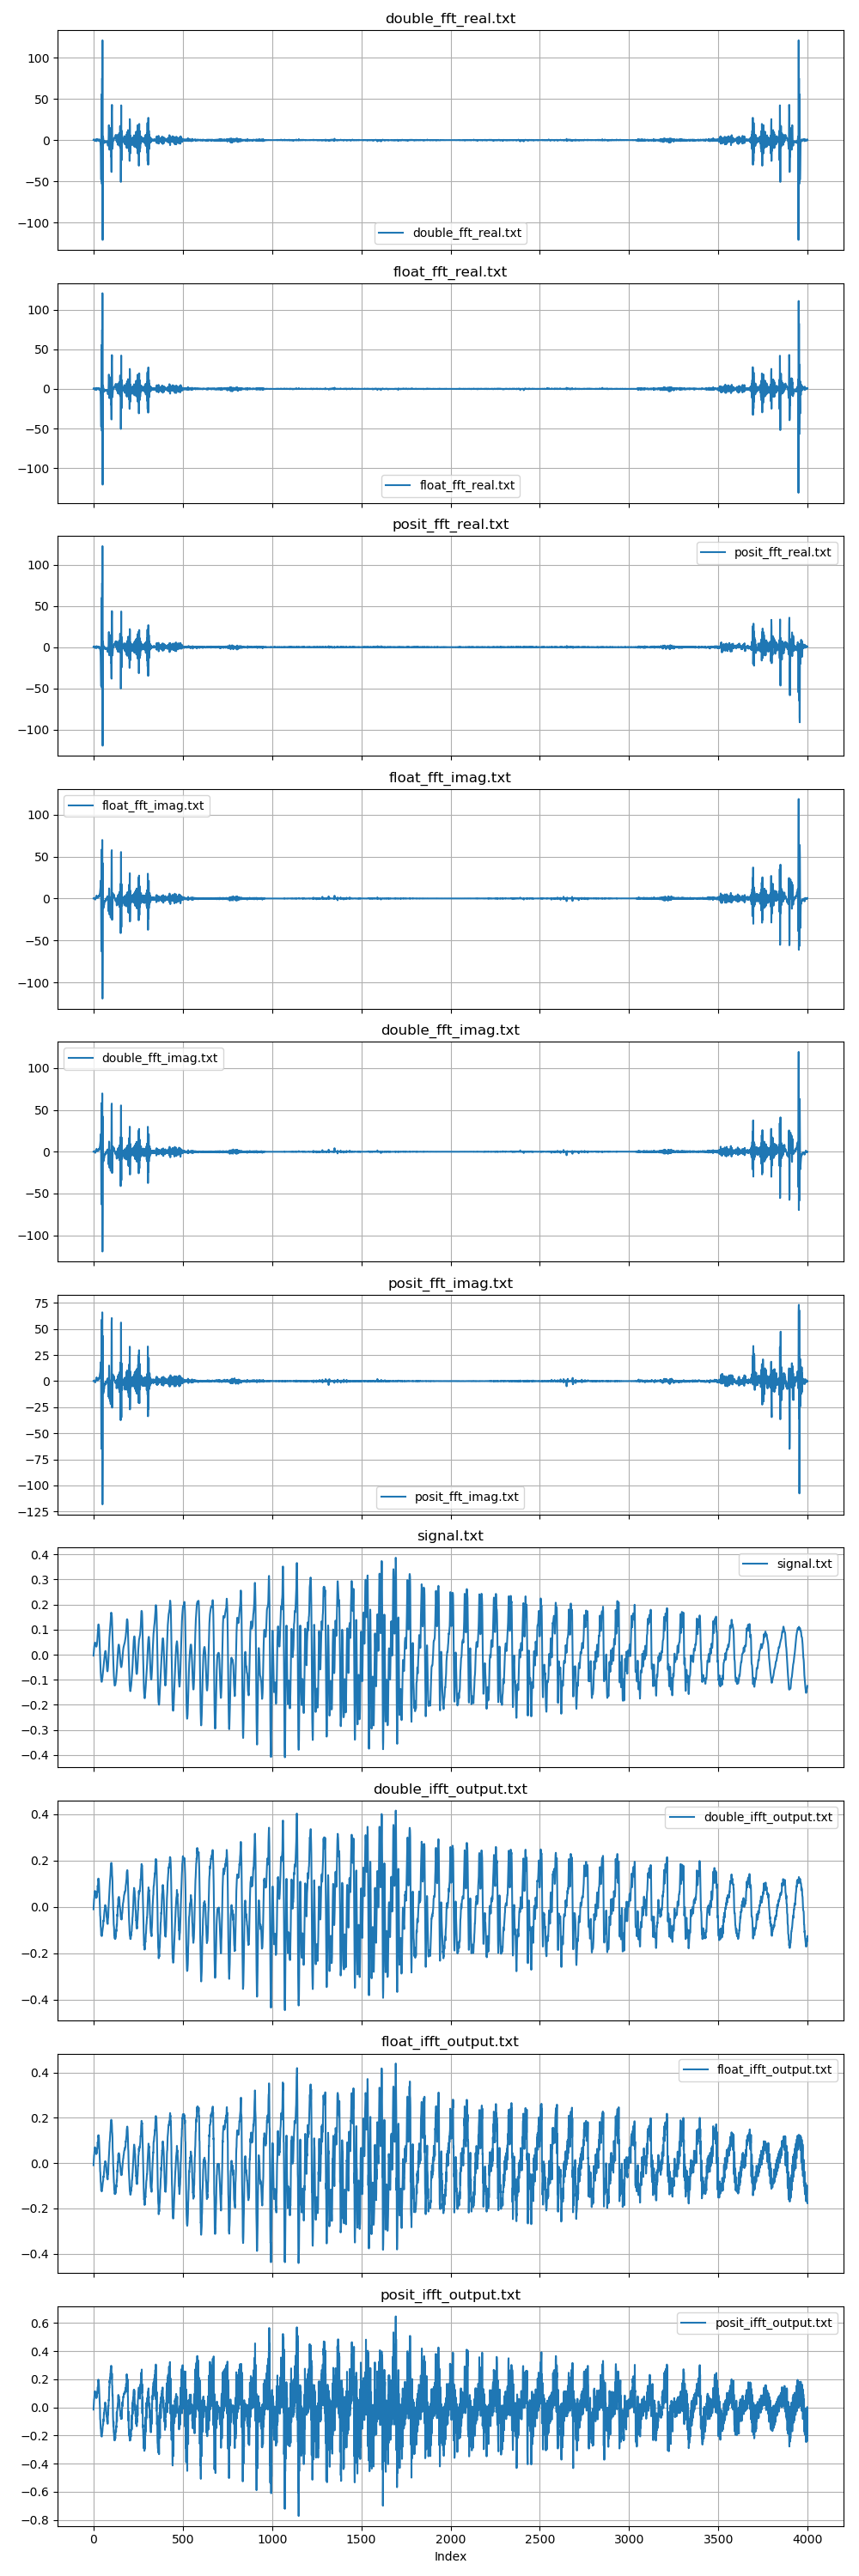 double_fft_real.txt
100
50
0
−50
−100
double_fft_real.txt
float_fft_real.txt
100
50
0
−50
−100
float_fft_real.txt
posit_fft_real.txt
100
50
0
−50
−100
posit_fft_real.txt
float_fft_imag.txt
100
50
0
−50
−100
float_fft_imag.txt
double_fft_imag.txt
100
50
0
−50
−100
double_fft_imag.txt
posit_fft_imag.txt
75
50
25
0
−25
−50
−75
−100
−125
posit_fft_imag.txt
signal.txt
0.4
0.3
0.2
0.1
0.0
−0.1
−0.2
−0.3
−0.4
signal.txt
double_ifft_output.txt
0.4
0.2
0.0
−0.2
−0.4
double_ifft_output.txt
float_ifft_output.txt
0.4
0.2
0.0
−0.2
−0.4
float_ifft_output.txt
posit_ifft_output.txt
0.6
0.4
0.2
0.0
−0.2
−0.4
−0.6
−0.8
posit_ifft_output.txt
0 500 1000 1500 2000 2500 3000 3500 4000
Index